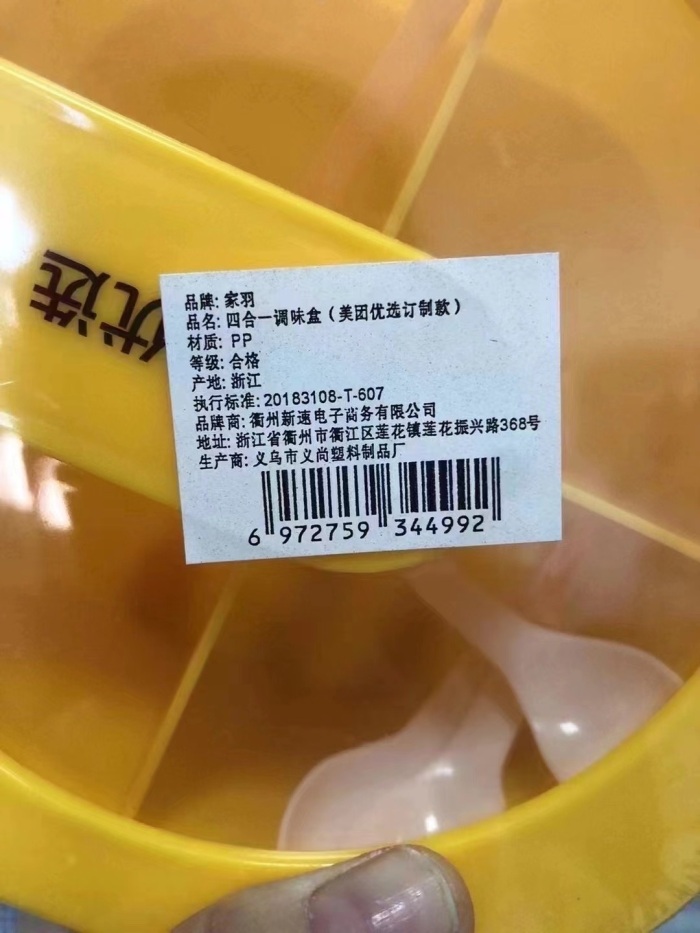 优选
品牌: 家羽
品名: 四合一调味盒（美团优选订制款）
材质: PP
等级: 合格
产地: 浙江
执行标准: 20183108-T-607
品牌商: 衢州新速电子商务有限公司
地址: 浙江省衢州市衢江区莲花镇莲花振兴路368号
生产商: 义乌市义尚塑料制品厂
6 972759 344992